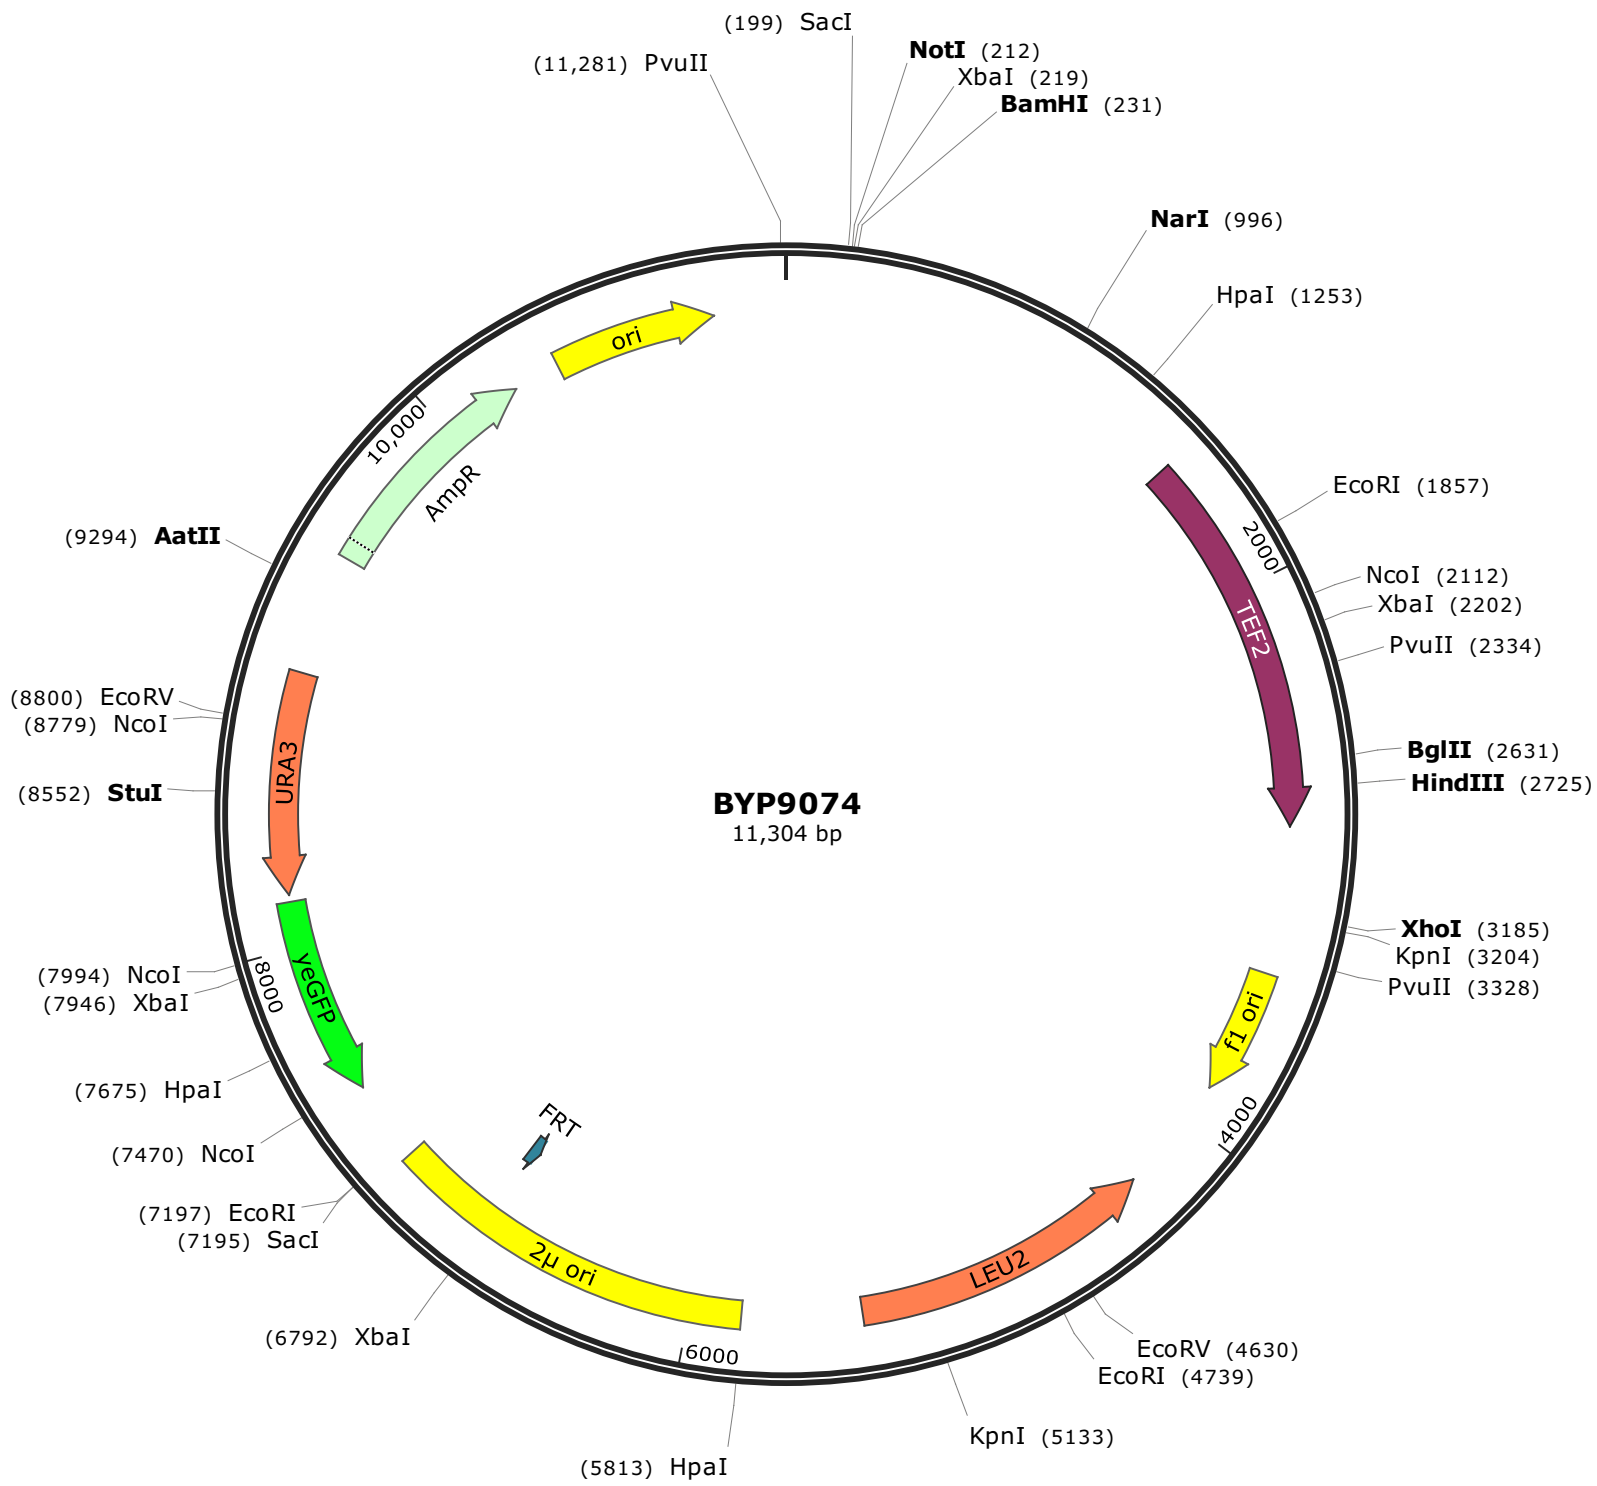 (199) SacI
(11,281) PvuII
NotI (212)
XbaI (219)
BamHI (231)
NarI (996)
HpaI (1253)
EcoRI (1857)
2000
NcoI (2112)
XbaI (2202)
PvuII (2334)
BglII (2631)
HindIII (2725)
XhoI (3185)
KpnI (3204)
PvuII (3328)
4000
EcoRV (4630)
EcoRI (4739)
KpnI (5133)
(5813) HpaI
6000
(6792) XbaI
(7195) SacI
(7197) EcoRI
(7470) NcoI
(7675) HpaI
(7946) XbaI
(7994) NcoI
8000
(8552) StuI
(8779) NcoI
(8800) EcoRV
(9294) AatII
10,000
ori
AmpR
TEF2
URA3
yeGFP
f1 ori
FRT
2μ ori
LEU2
BYP9074
11,304 bp